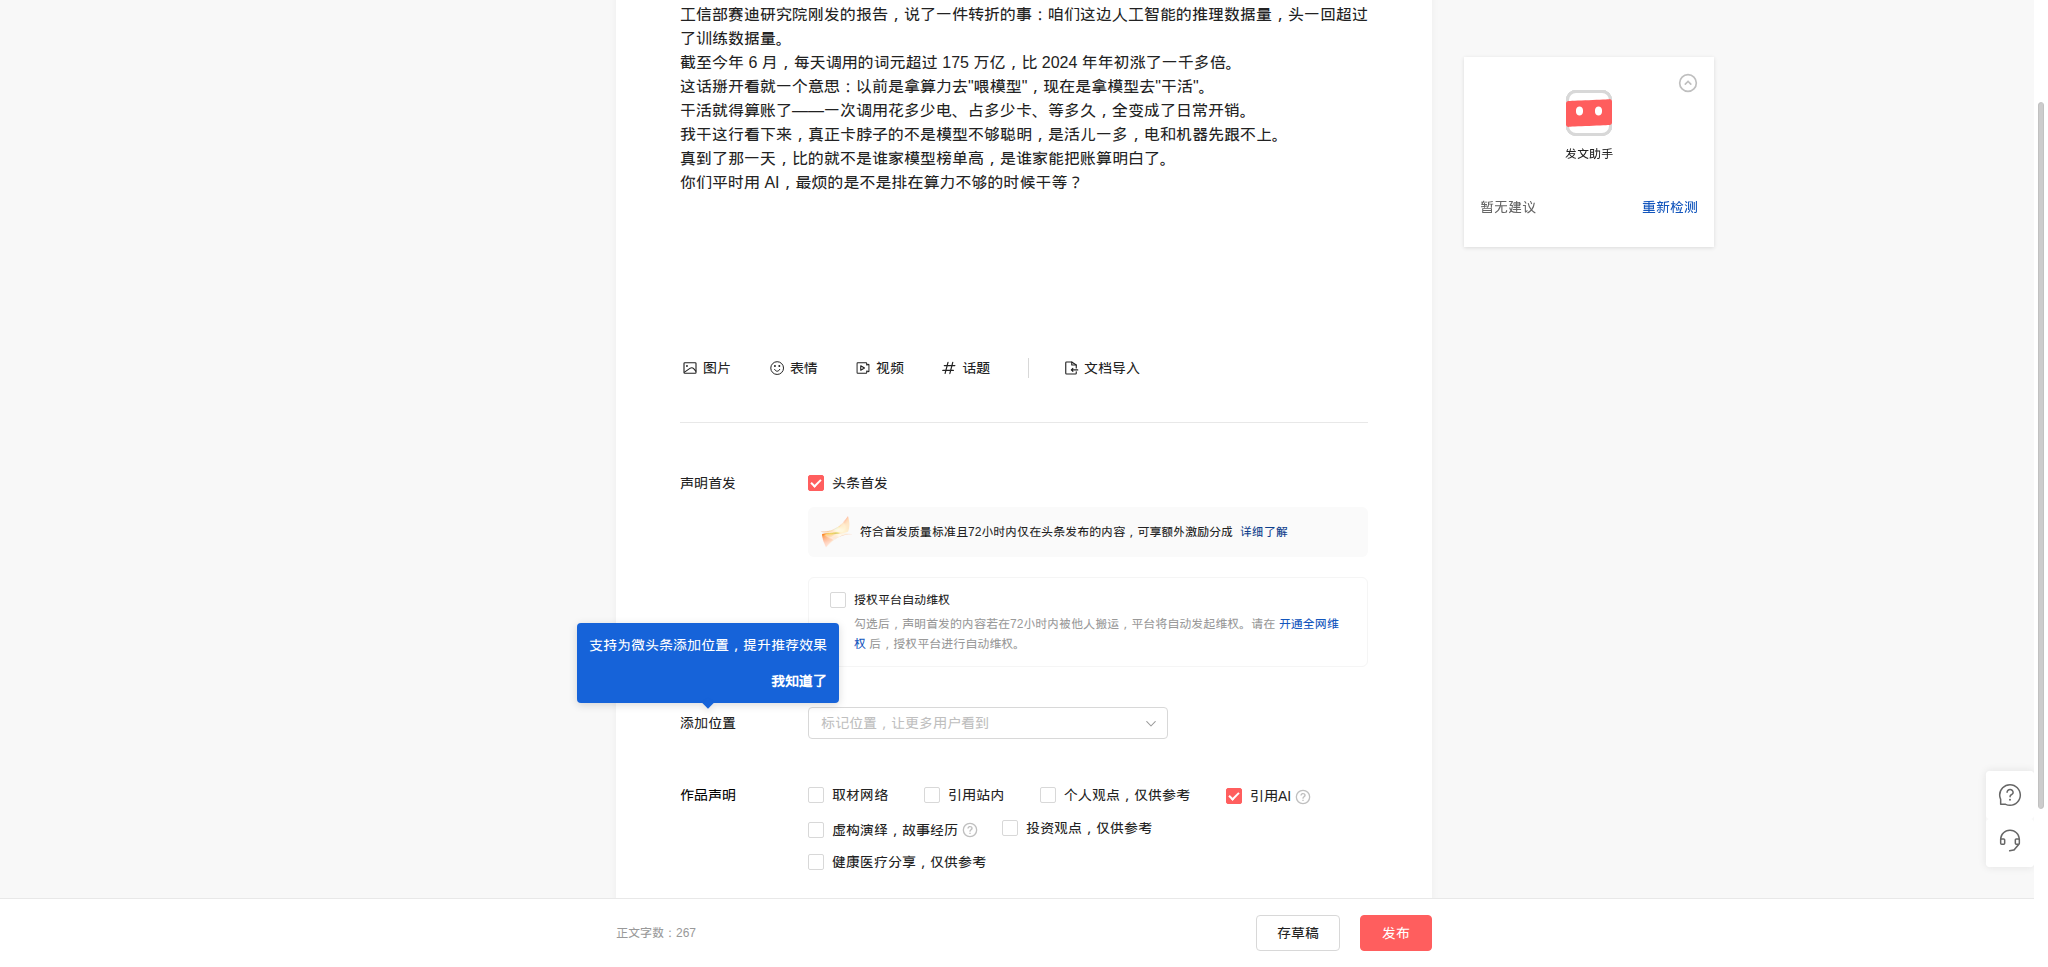 工信部赛迪研究院刚发的报告，说了一件转折的事：咱们这边人工智能的推理数据量，头一回超过
了训练数据量。
截至今年 6 月，每天调用的词元超过 175 万亿，比 2024 年年初涨了一千多倍。
这话掰开看就一个意思：以前是拿算力去"喂模型"，现在是拿模型去"干活"。
干活就得算账了——一次调用花多少电、占多少卡、等多久，全变成了日常开销。
我干这行看下来，真正卡脖子的不是模型不够聪明，是活儿一多，电和机器先跟不上。
真到了那一天，比的就不是谁家模型榜单高，是谁家能把账算明白了。
你们平时用 AI，最烦的是不是排在算力不够的时候干等？
发文助手
暂无建议 重新检测
图片 表情 视频 # 话题 文档导入
声明首发 头条首发
符合首发质量标准且72小时内仅在头条发布的内容，可享额外激励分成 详细了解
授权平台自动维权
勾选后，声明首发的内容若在72小时内被他人搬运，平台将自动发起维权。请在 开通全网维
权 后，授权平台进行自动维权。
支持为微头条添加位置，提升推荐效果
我知道了
添加位置 标记位置，让更多用户看到
作品声明 取材网络 引用站内 个人观点，仅供参考 引用AI
虚构演绎，故事经历 投资观点，仅供参考
健康医疗分享，仅供参考
正文字数：267 存草稿 发布